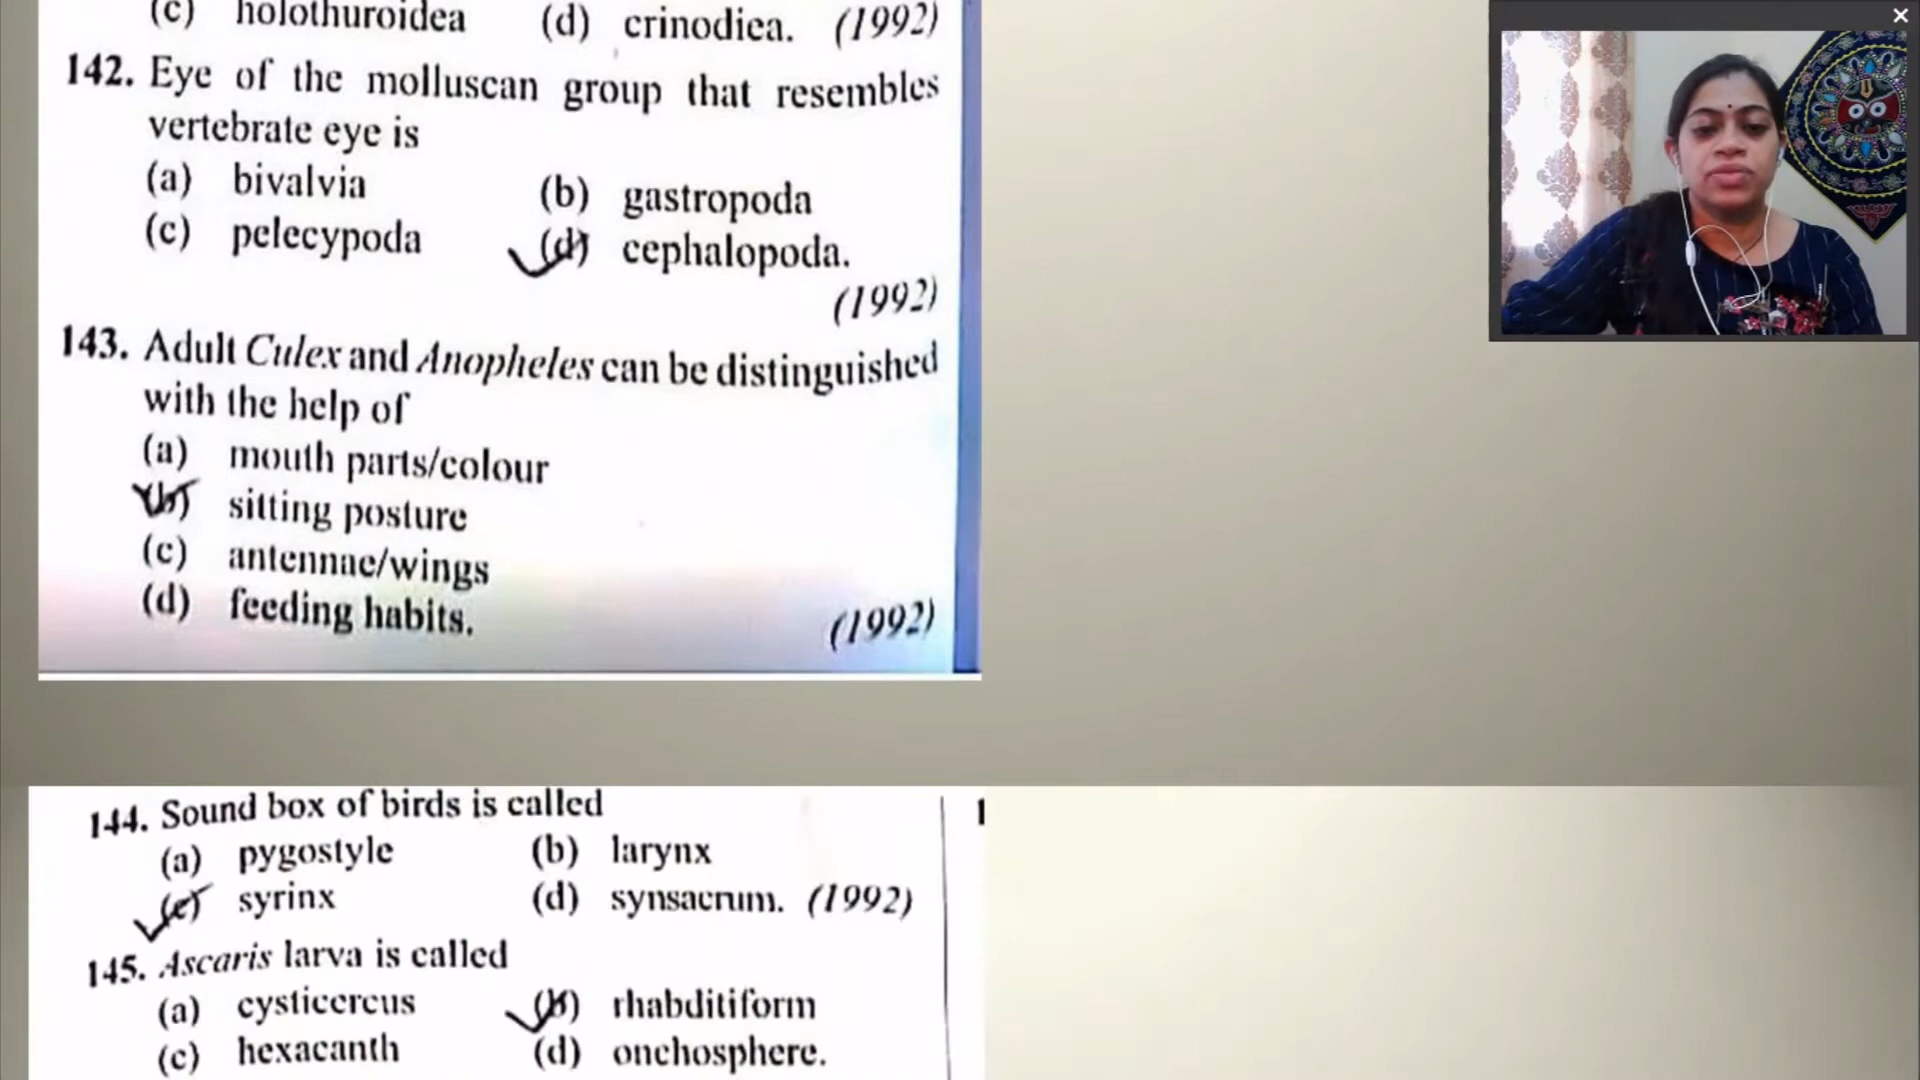 (c) holothuroidea (d) crinodiea. (1992)
142. Eye of the molluscan group that resembles
vertebrate eye is
(a) bivalvia (b) gastropoda
(c) pelecypoda (d) cephalopoda.
(1992)
143. Adult Culex and Anopheles can be distinguished
with the help of
(a) mouth parts/colour
(b) sitting posture
(c) antennae/wings
(d) feeding habits.
(1992)
144. Sound box of birds is called
(a) pygostyle (b) larynx
(c) syrinx (d) synsacrum. (1992)
145. Ascaris larva is called
(a) cysticercus (b) rhabditiform
(c) hexacanth (d) onchosphere.